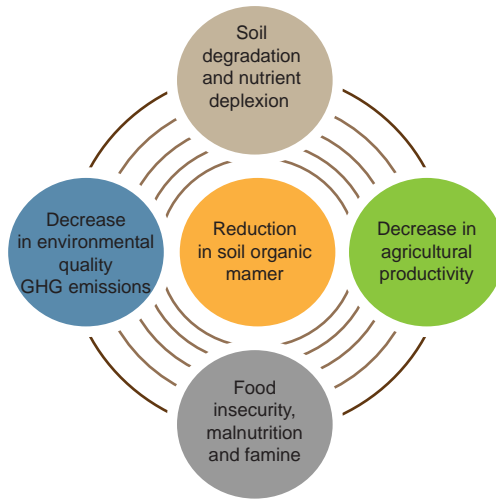 Soil
degradation
and nutrient
deplexion
Decrease
in environmental
quality
GHG emissions
Reduction
in soil organic
mamer
Decrease in
agricultural
productivity
Food
insecurity,
malnutrition
and famine